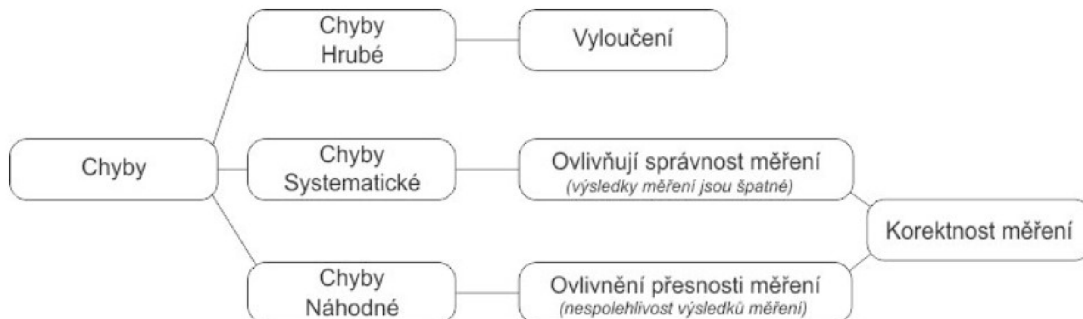 Chyby
Hrubé
Vyloučení
Chyby
Chyby
Systematické
Ovlivňují správnost měření
(výsledky měření jsou špatné)
Korektnost měření
Chyby
Náhodné
Ovlivnění přesnosti měření
(nespolehlivost výsledků měření)